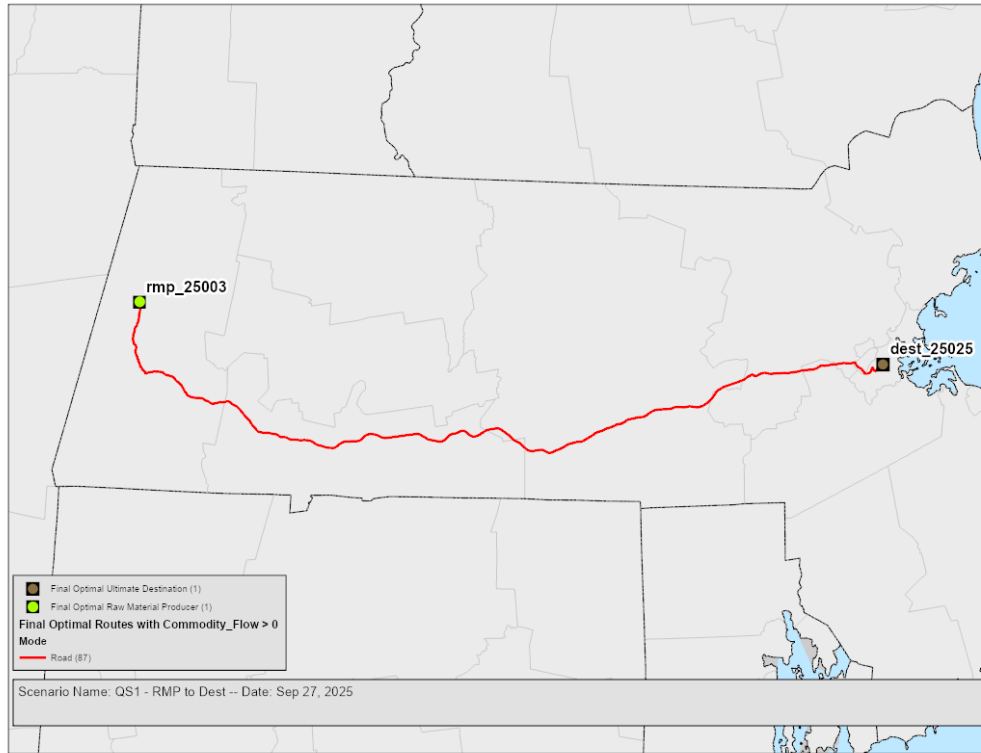 rmp_25003
dest_25025
Final Optimal Ultimate Destination (1)
Final Optimal Raw Material Producer (1)
Final Optimal Routes with Commodity_Flow > 0
Mode
Road (87)
Scenario Name: QS1 - RMP to Dest -- Date: Sep 27, 2025